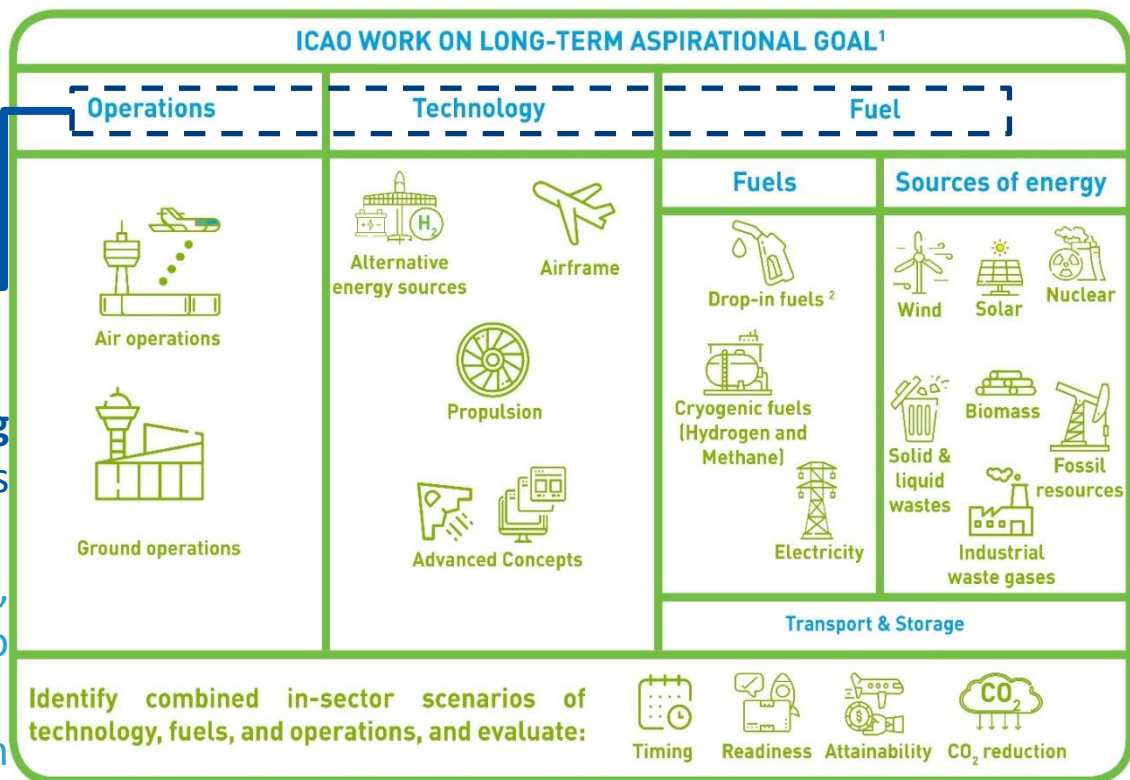 ICAO WORK ON LONG-TERM ASPIRATIONAL GOAL¹
Operations
Technology
Fuel
Fuels
Sources of energy
H₂
Alternative
energy sources
Airframe
Air operations
Propulsion
Ground operations
Advanced Concepts
Drop-in fuels ²
Cryogenic fuels
(Hydrogen and
Methane)
Electricity
Wind
Solar
Nuclear
Solid &
liquid
wastes
Biomass
Fossil
resources
Industrial
waste gases
Transport & Storage
g
s
,
o
n
Identify combined in-sector scenarios of
technology, fuels, and operations, and evaluate:
Timing
Readiness
Attainability
CO₂
CO₂ reduction